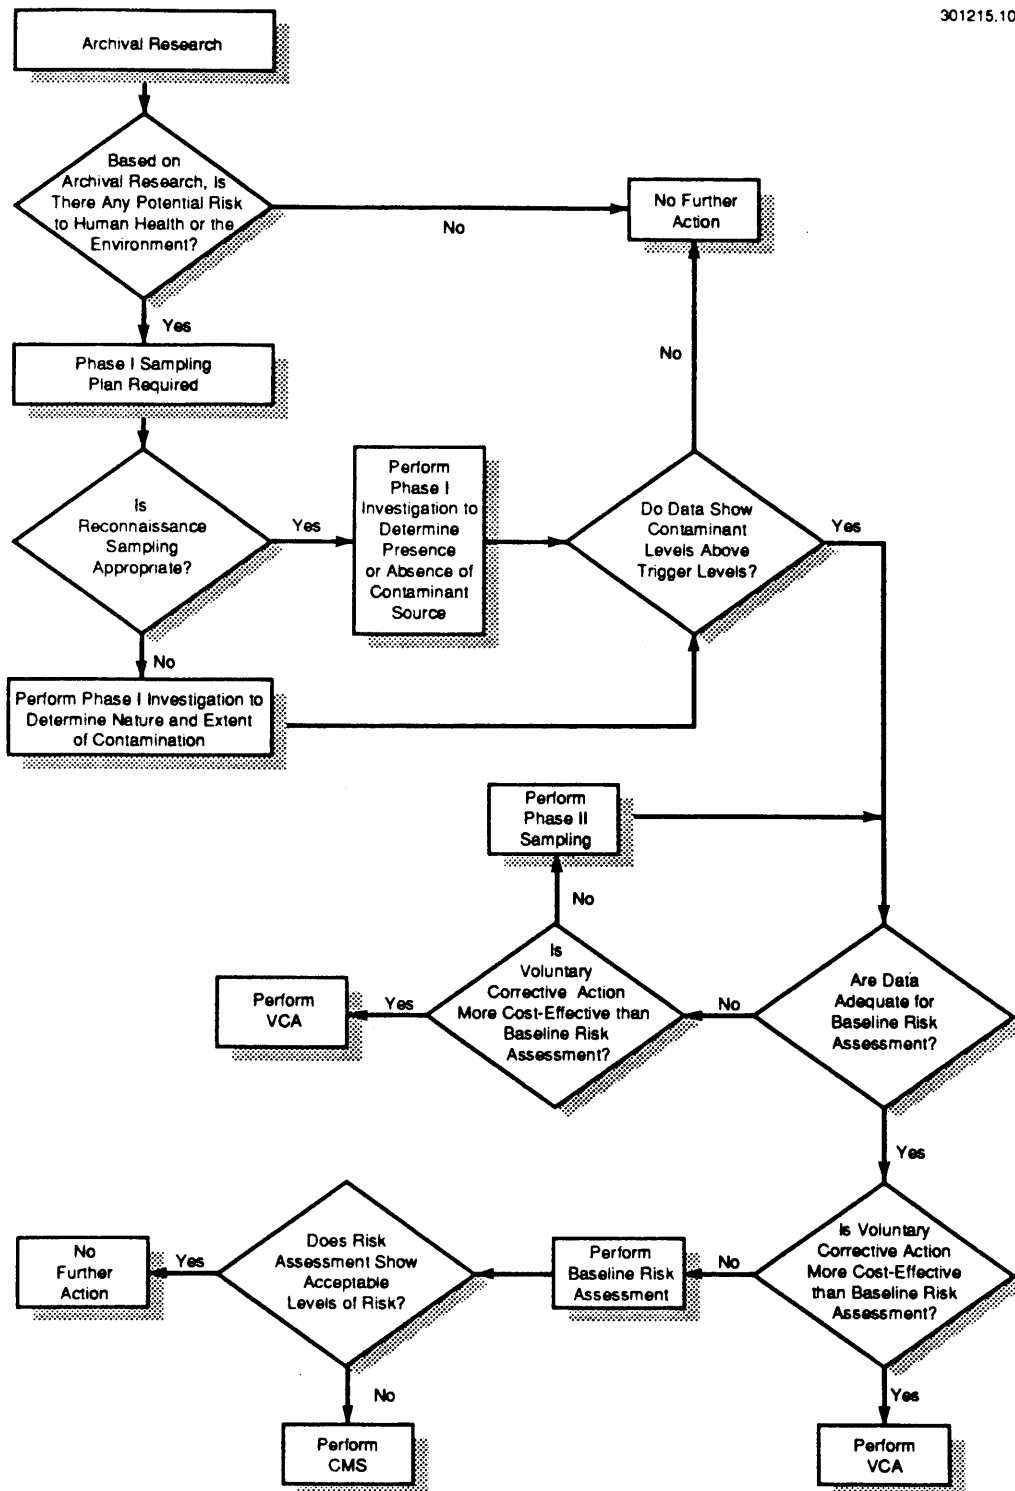 301215.10
Archival Research
Based on
Archival Research, Is
There Any Potential Risk
to Human Health or the
Environment?
No
No Further
Action
Yes
Phase I Sampling
Plan Required
No
Is
Reconnaissance
Sampling
Appropriate?
Yes
Perform
Phase I
Investigation to
Determine
Presence
or Absence of
Contaminant
Source
Do Data Show
Contaminant
Levels Above
Trigger Levels?
Yes
No
Perform Phase I Investigation to
Determine Nature and Extent
of Contamination
Perform
Phase II
Sampling
No
Is
Voluntary
Corrective Action
More Cost-Effective than
Baseline Risk
Assessment?
Yes
Perform
VCA
No
Are Data
Adequate for
Baseline Risk
Assessment?
Yes
Is Voluntary
Corrective Action
More Cost-Effective
than Baseline Risk
Assessment?
No
Perform
Baseline Risk
Assessment
Does Risk
Assessment Show
Acceptable
Levels of Risk?
Yes
No
Further
Action
No
Perform
CMS
Yes
Perform
VCA